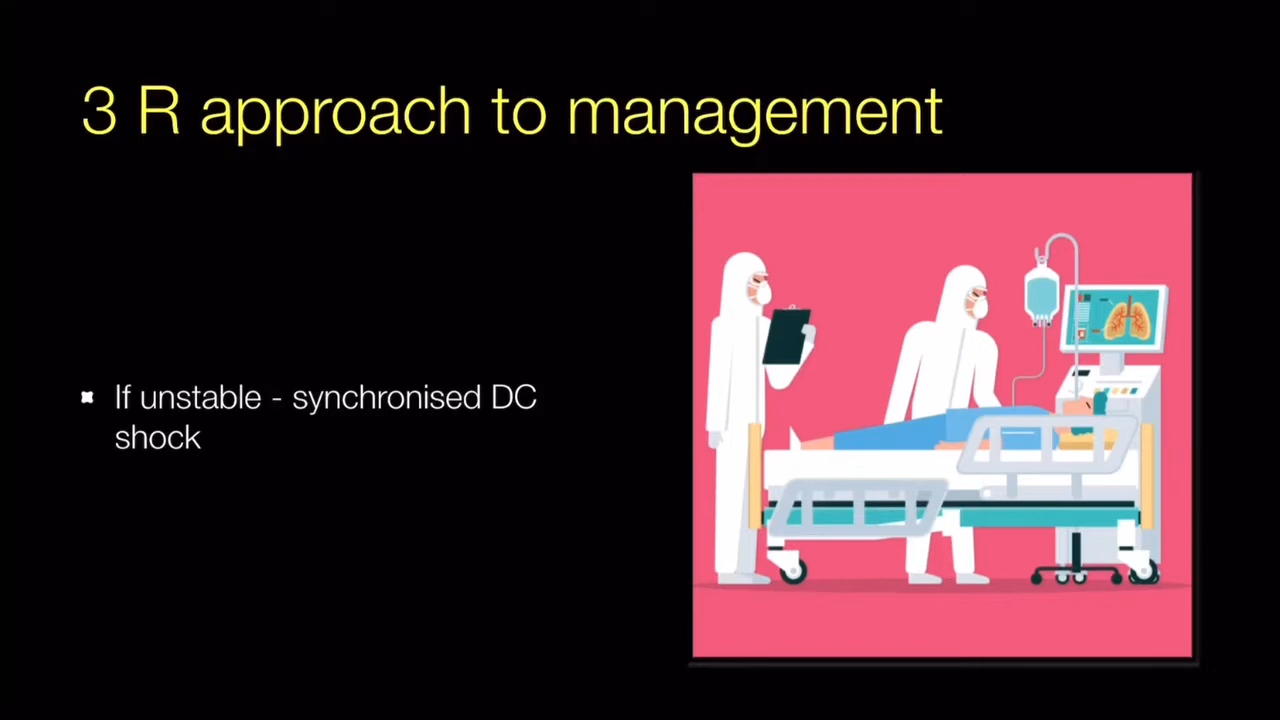 3 R approach to management
If unstable - synchronised DC
shock